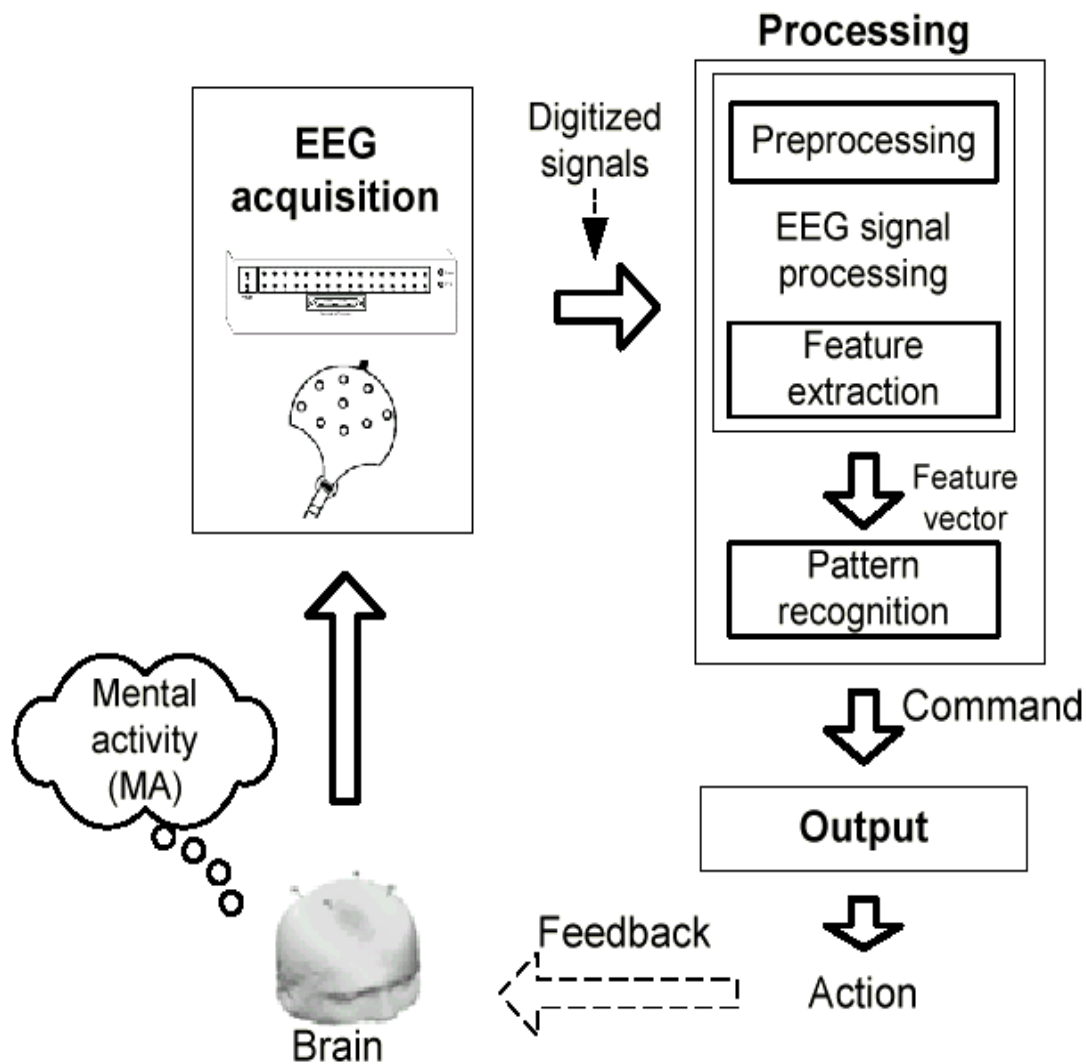 Processing
EEG
acquisition
Digitized
signals
Preprocessing
EEG signal
processing
Feature
extraction
Feature
vector
Pattern
recognition
Mental
activity
(MA)
Command
Output
Feedback
Action
Brain